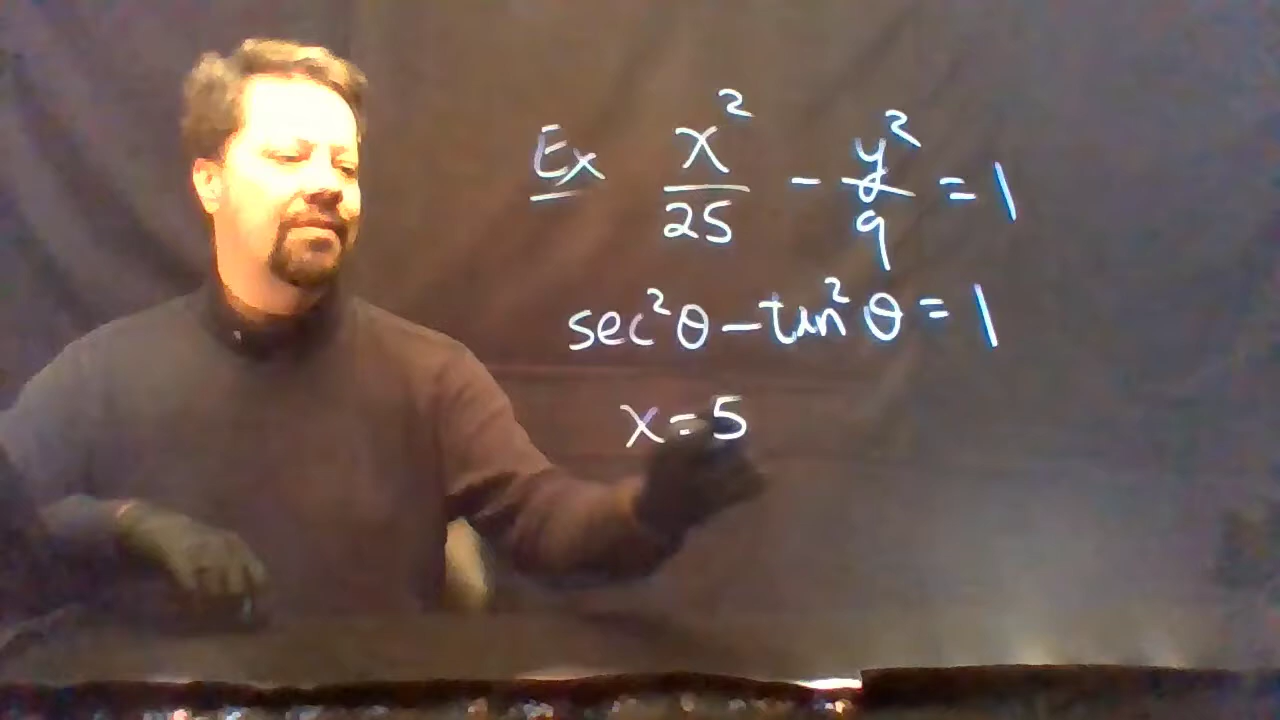 Ex x²/25 - y²/9 = 1
sec²θ - tan²θ = 1
x = 5